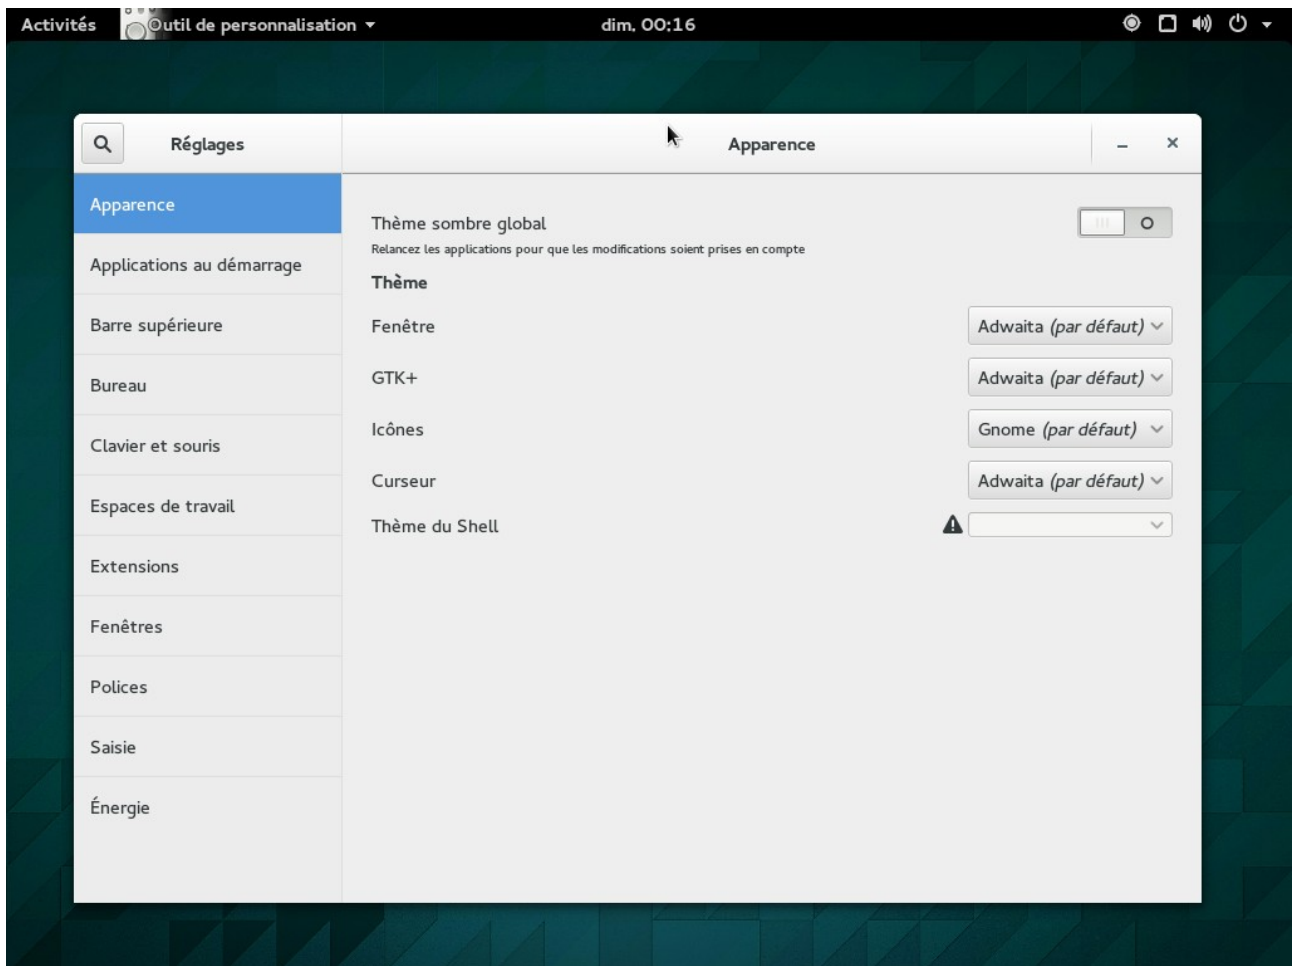 Activités
Outil de personnalisation
dim. 00:16
Réglages
Apparence
Apparence
Applications au démarrage
Barre supérieure
Bureau
Clavier et souris
Espaces de travail
Extensions
Fenêtres
Polices
Saisie
Énergie
Thème sombre global
Relancez les applications pour que les modifications soient prises en compte
Thème
Fenêtre
Adwaita (par défaut)
GTK+
Adwaita (par défaut)
Icônes
Gnome (par défaut)
Curseur
Adwaita (par défaut)
Thème du Shell